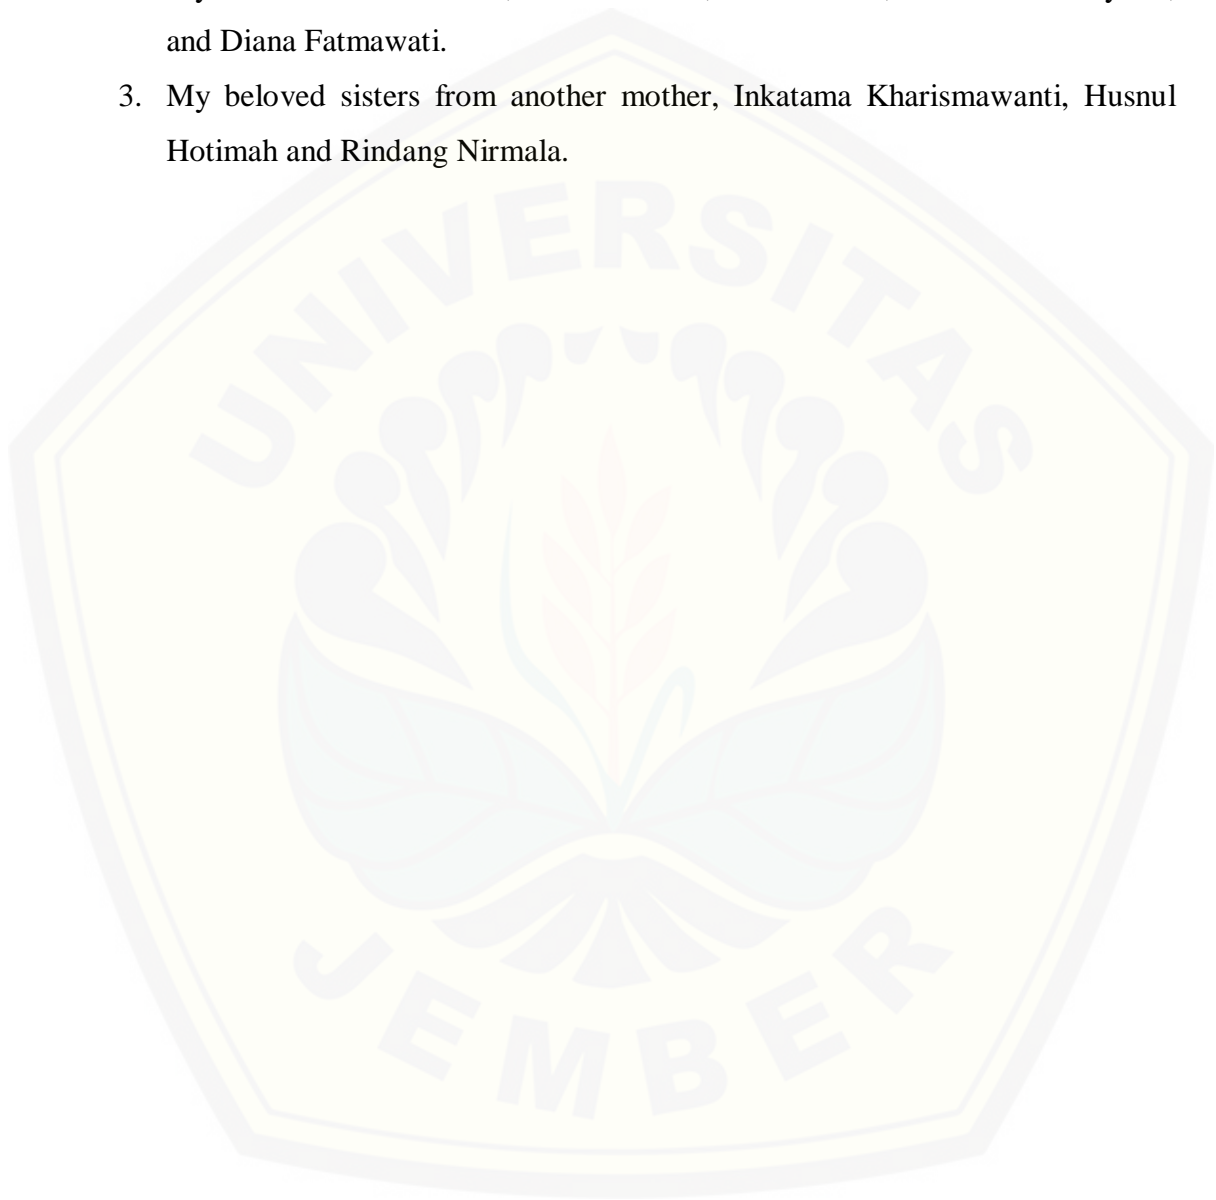 and Diana Fatmawati.
3. My beloved sisters from another mother, Inkatama Kharismawanti, Husnul
Hotimah and Rindang Nirmala.
UNIVERSITAS
JEMBER